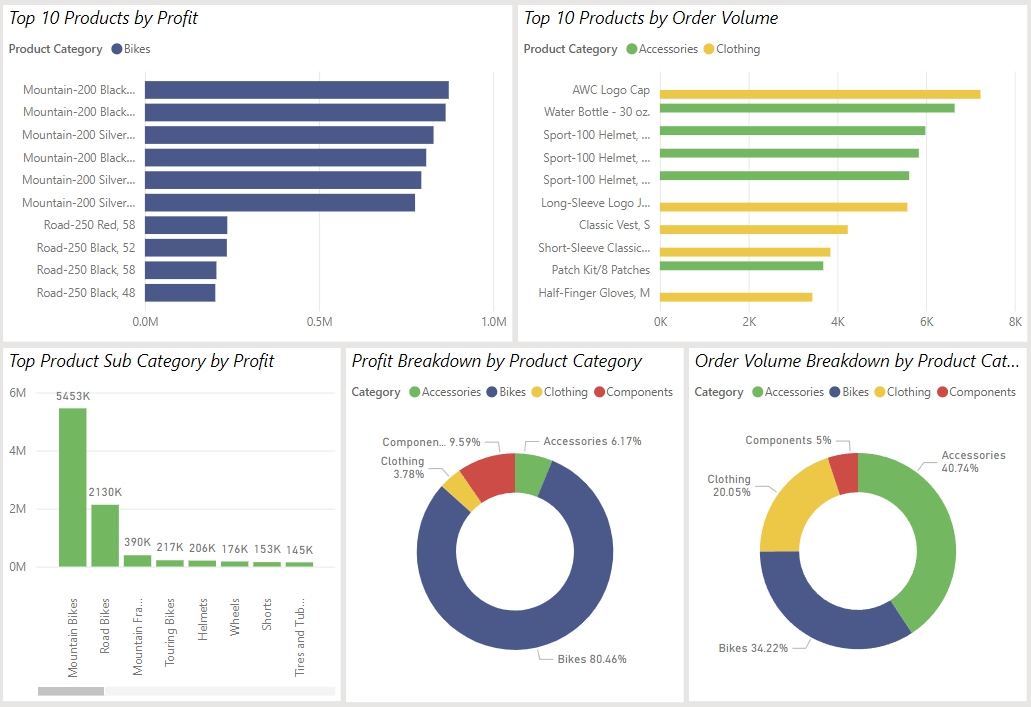 Top 10 Products by Profit
Product Category Bikes
Mountain-200 Black...
Mountain-200 Black...
Mountain-200 Silver...
Mountain-200 Black...
Mountain-200 Silver...
Mountain-200 Silver...
Road-250 Red, 58
Road-250 Black, 52
Road-250 Black, 58
Road-250 Black, 48
0.0M 0.5M 1.0M
Top 10 Products by Order Volume
Product Category Accessories Clothing
AWC Logo Cap
Water Bottle - 30 oz.
Sport-100 Helmet, ...
Sport-100 Helmet, ...
Sport-100 Helmet, ...
Long-Sleeve Logo J...
Classic Vest, S
Short-Sleeve Classic...
Patch Kit/8 Patches
Half-Finger Gloves, M
0K 2K 4K 6K 8K
Top Product Sub Category by Profit
6M
4M
2M
0M
5453K
2130K
390K 217K 206K 176K 153K 145K
Mountain Bikes
Road Bikes
Mountain Fra...
Touring Bikes
Helmets
Wheels
Shorts
Tires and Tub...
Profit Breakdown by Product Category
Category Accessories Bikes Clothing Components
Componen... 9.59%
Accessories 6.17%
Clothing
3.78%
Bikes 80.46%
Order Volume Breakdown by Product Cat...
Category Accessories Bikes Clothing Components
Components 5%
Accessories
40.74%
Clothing
20.05%
Bikes 34.22%